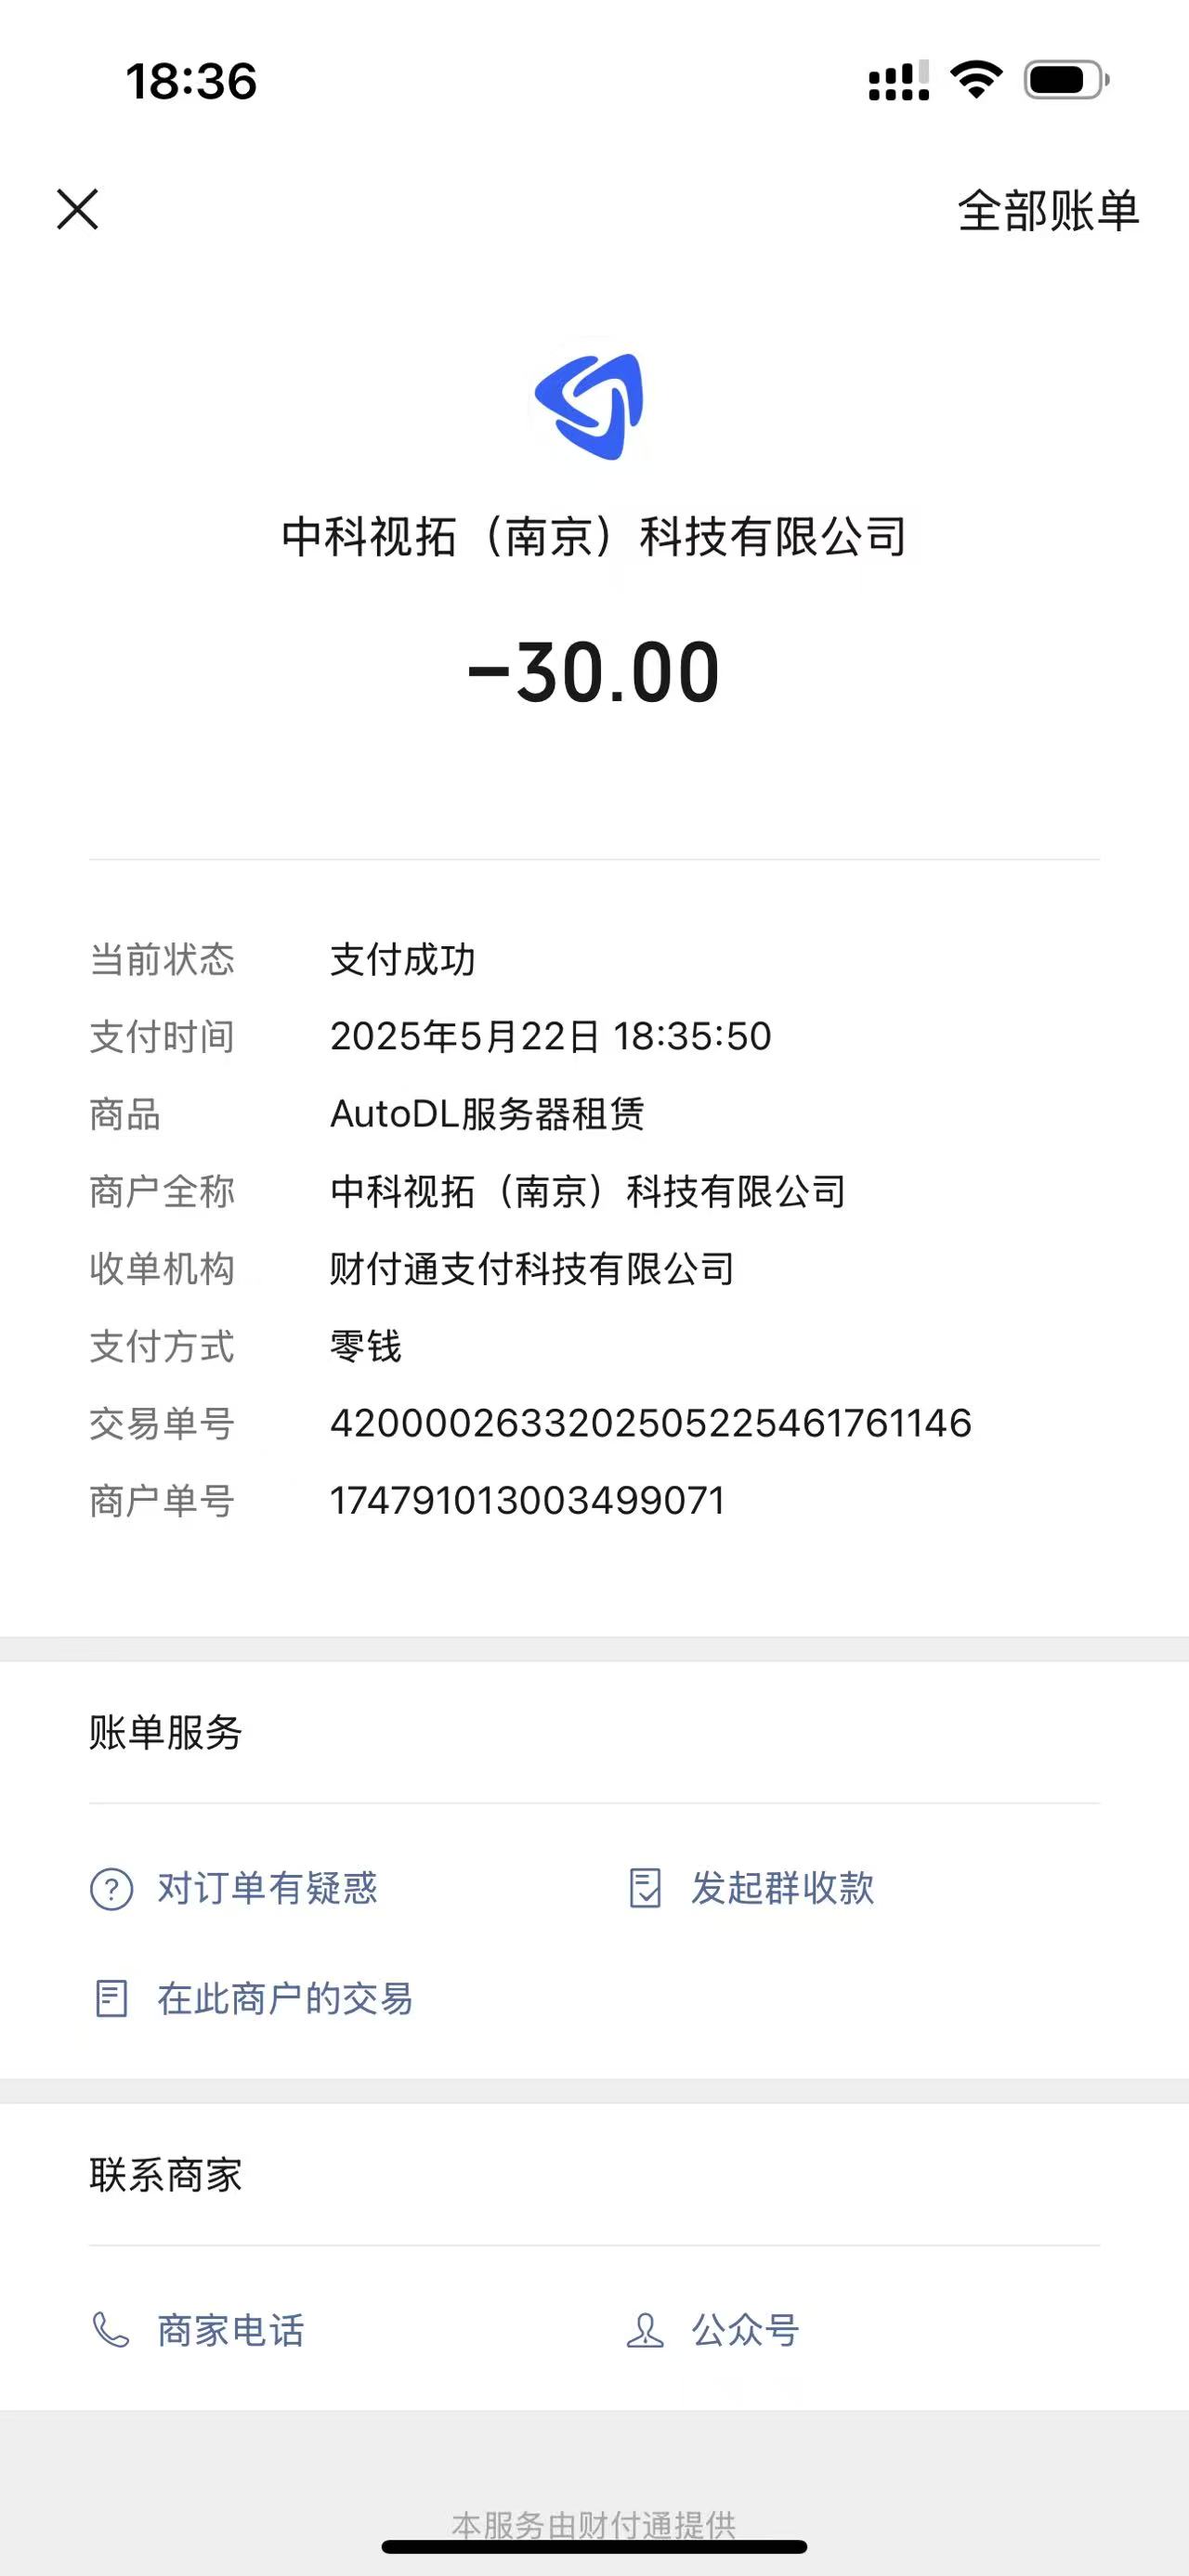 18:36
全部账单
中科视拓（南京）科技有限公司
-30.00
当前状态 支付成功
支付时间 2025年5月22日 18:35:50
商品 AutoDL服务器租赁
商户全称 中科视拓（南京）科技有限公司
收单机构 财付通支付科技有限公司
支付方式 零钱
交易单号 4200002633202505225461761146
商户单号 174791013003499071
账单服务
对订单有疑惑 发起群收款
在此商户的交易
联系商家
商家电话 公众号
本服务由财付通提供